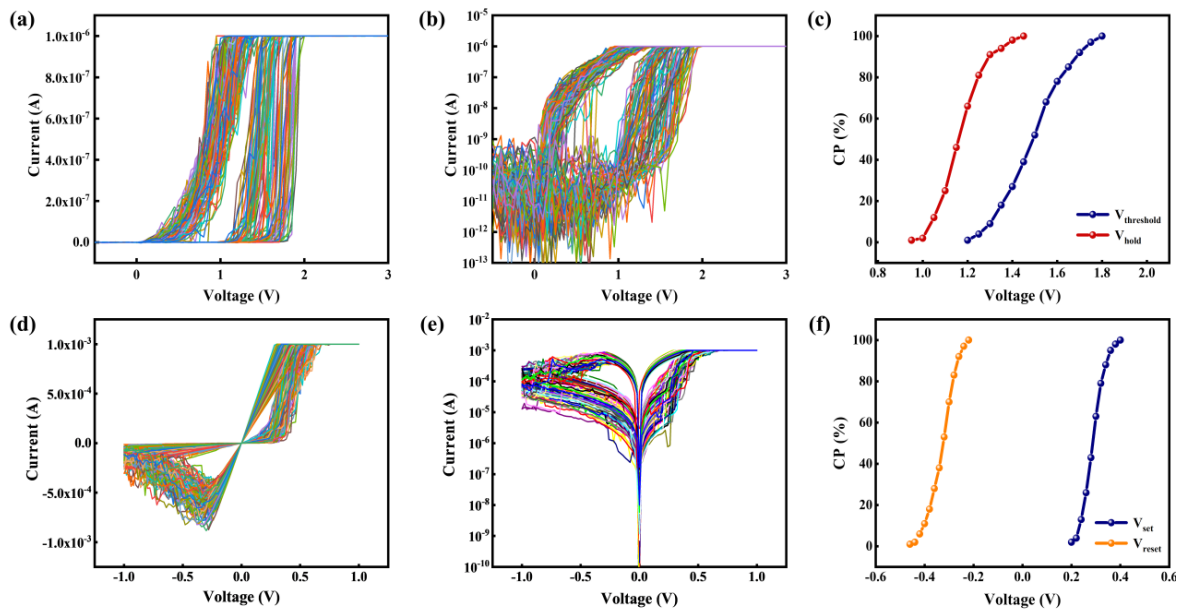 (a)
1.0x10⁻⁶
8.0x10⁻⁷
6.0x10⁻⁷
4.0x10⁻⁷
2.0x10⁻⁷
0.0
Current (A)
0 1 2 3
Voltage (V)
(b)
10⁻⁵
10⁻⁶
10⁻⁷
10⁻⁸
10⁻⁹
10⁻¹⁰
10⁻¹¹
10⁻¹²
10⁻¹³
Current (A)
0 1 2 3
Voltage (V)
(c)
100
80
60
40
20
0
CP (%)
V_threshold
V_hold
0.8 1.0 1.2 1.4 1.6 1.8 2.0
Voltage (V)
(d)
1.0x10⁻³
5.0x10⁻⁴
0.0
-5.0x10⁻⁴
-1.0x10⁻³
Current (A)
-1.0 -0.5 0.0 0.5 1.0
Voltage (V)
(e)
10⁻²
10⁻³
10⁻⁴
10⁻⁵
10⁻⁶
10⁻⁷
10⁻⁸
10⁻⁹
10⁻¹⁰
Current (A)
-1.0 -0.5 0.0 0.5 1.0
Voltage (V)
(f)
100
80
60
40
20
0
CP (%)
V_set
V_reset
-0.6 -0.4 -0.2 0.0 0.2 0.4 0.6
Voltage (V)